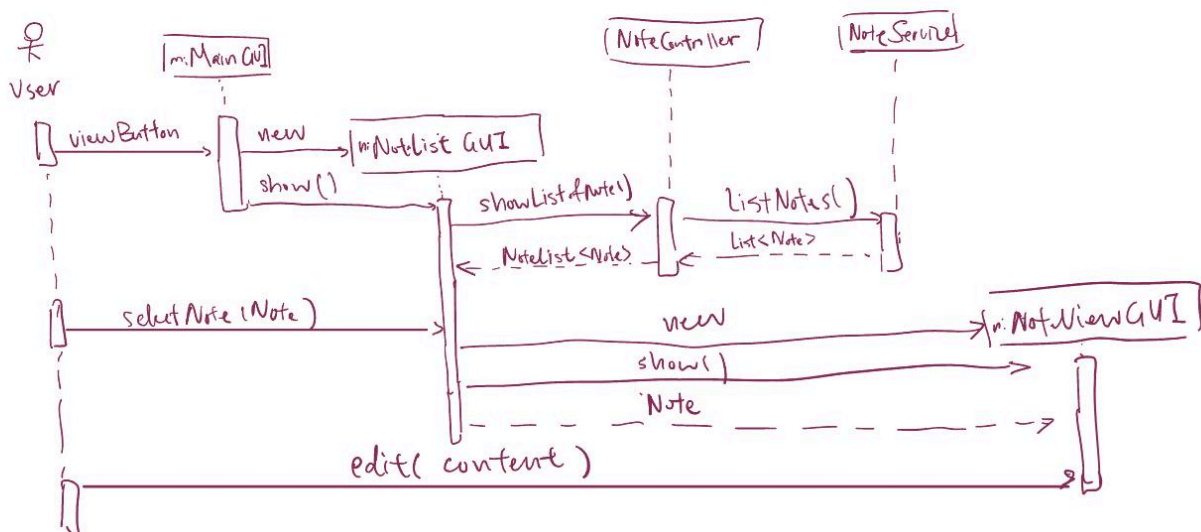 User
m:MainGUI
NoteController
NoteService
viewButton
new
n:NoteList GUI
show()
showListofNote()
listNotes()
NoteList<Note>
List<Note>
selectNote(Note)
new
n:NoteViewGUI
show()
Note
edit( content )